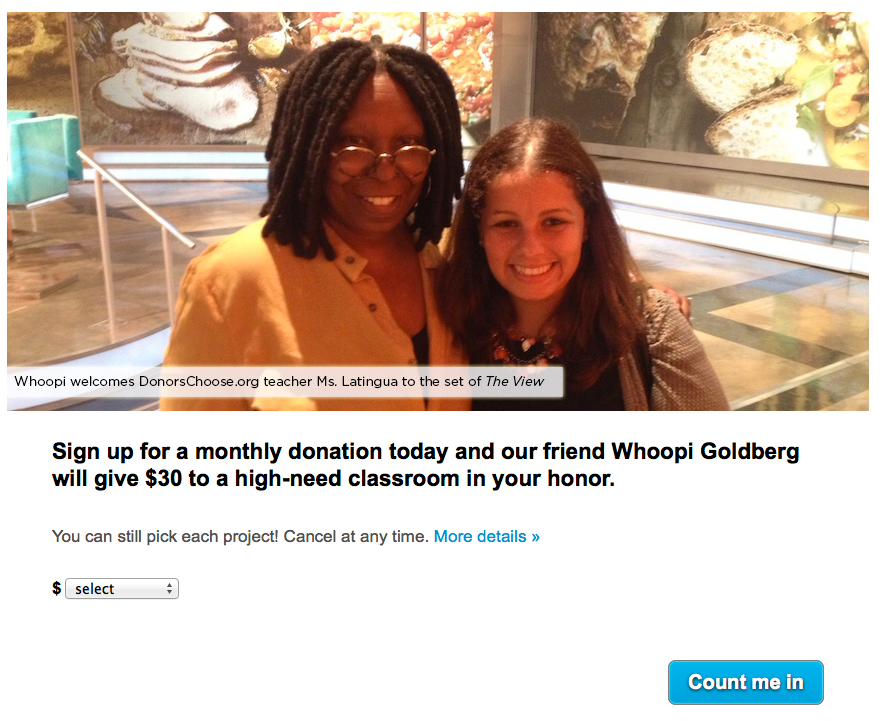 Whoopi welcomes DonorsChoose.org teacher Ms. Latingua to the set of The View
Sign up for a monthly donation today and our friend Whoopi Goldberg
will give $30 to a high-need classroom in your honor.
You can still pick each project! Cancel at any time. More details »
$ select
Count me in